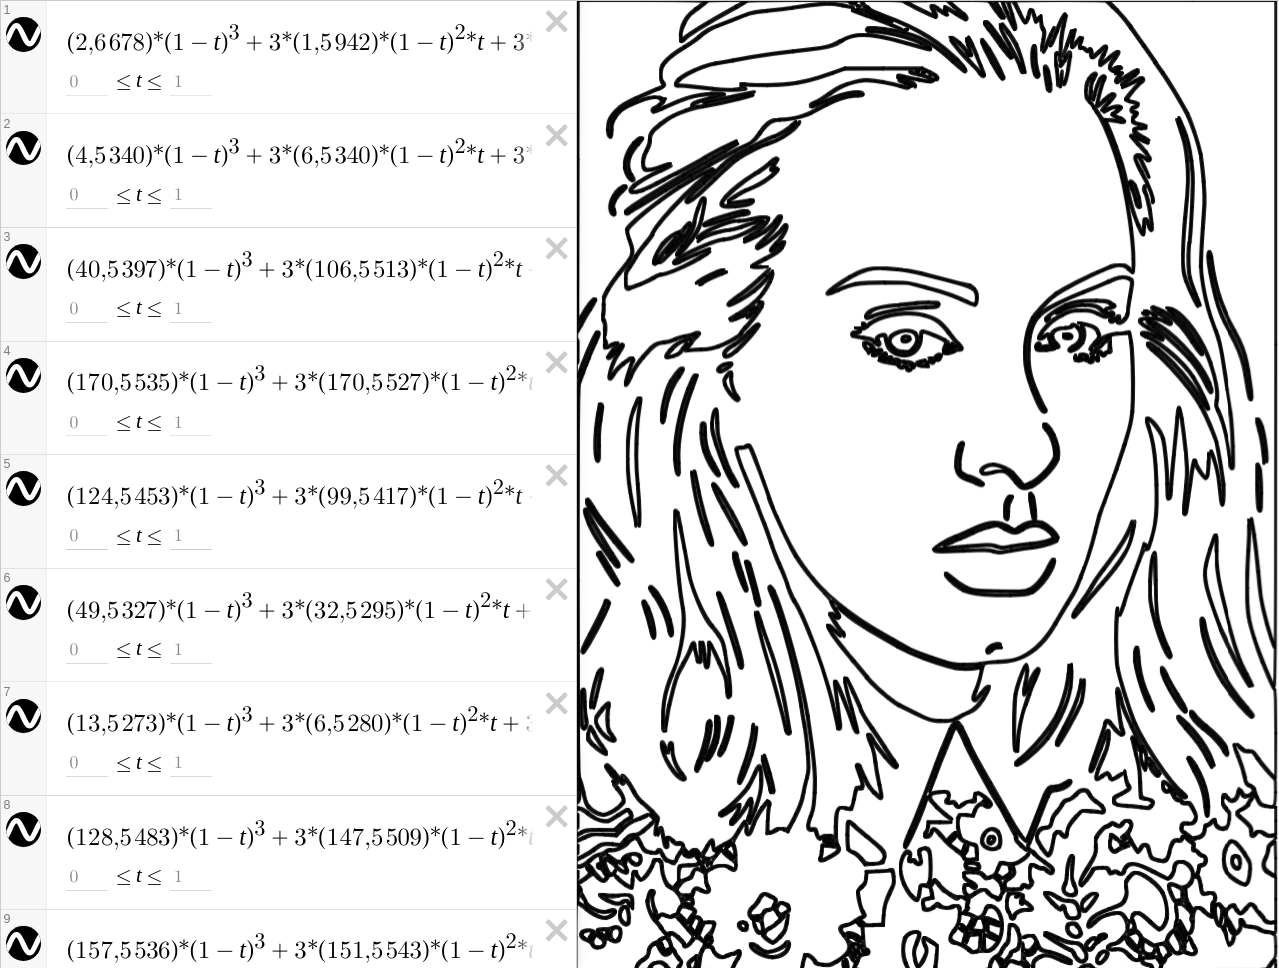 1
(2,6678)*(1−t)^3 + 3*(1,5942)*(1−t)^2*t + 3*
0 ≤ t ≤ 1
2
(4,5340)*(1−t)^3 + 3*(6,5340)*(1−t)^2*t + 3*
0 ≤ t ≤ 1
3
(40,5397)*(1−t)^3 + 3*(106,5513)*(1−t)^2*t
0 ≤ t ≤ 1
4
(170,5535)*(1−t)^3 + 3*(170,5527)*(1−t)^2*t
0 ≤ t ≤ 1
5
(124,5453)*(1−t)^3 + 3*(99,5417)*(1−t)^2*t
0 ≤ t ≤ 1
6
(49,5327)*(1−t)^3 + 3*(32,5295)*(1−t)^2*t +
0 ≤ t ≤ 1
7
(13,5273)*(1−t)^3 + 3*(6,5280)*(1−t)^2*t + 3
0 ≤ t ≤ 1
8
(128,5483)*(1−t)^3 + 3*(147,5509)*(1−t)^2*t
0 ≤ t ≤ 1
9
(157,5536)*(1−t)^3 + 3*(151,5543)*(1−t)^2*t